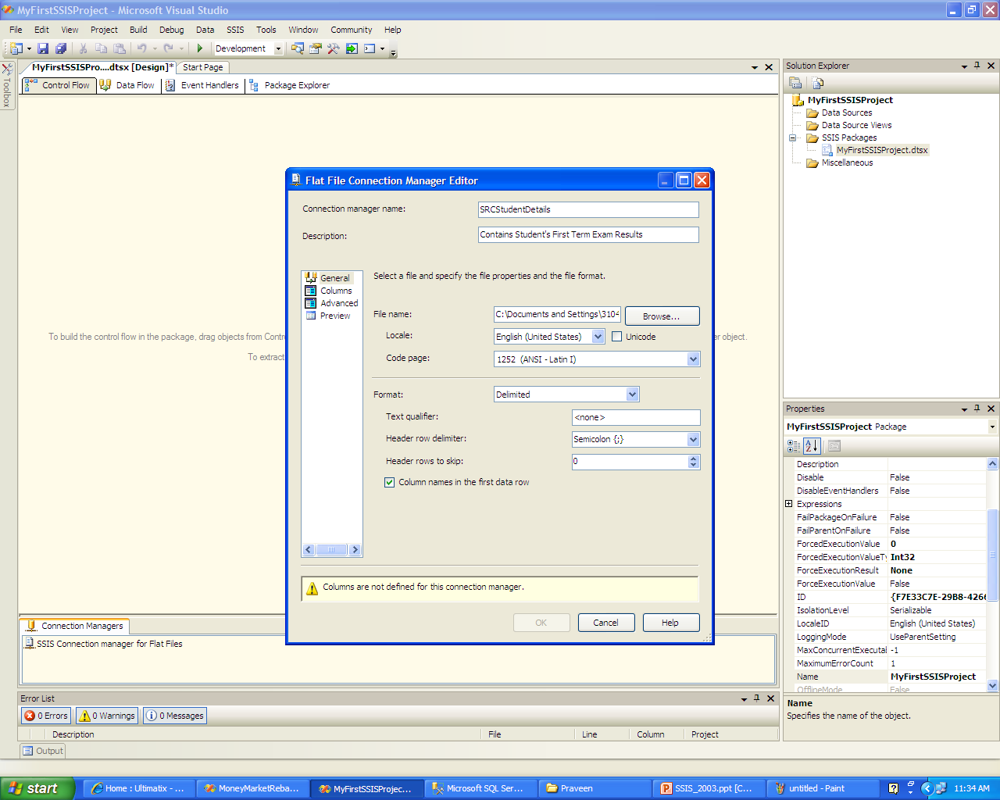 MyFirstSSISProject - Microsoft Visual Studio
File Edit View Project Build Debug Data SSIS Tools Window Community Help
Development
Toolbox
MyFirstSSISPro....dtsx [Design]* Start Page
Control Flow Data Flow Event Handlers Package Explorer
To build the control flow in the package, drag objects from Contr
er object.
To extract
Flat File Connection Manager Editor
Connection manager name: SRCStudentDetails
Description: Contains Student's First Term Exam Results
General
Columns
Advanced
Preview
Select a file and specify the file properties and the file format.
File name: C:\Documents and Settings\3104 Browse...
Locale: English (United States) Unicode
Code page: 1252 (ANSI - Latin I)
Format: Delimited
Text qualifier: <none>
Header row delimiter: Semicolon {;}
Header rows to skip: 0
Column names in the first data row
Columns are not defined for this connection manager.
OK Cancel Help
Connection Managers
SSIS Connection manager for Flat Files
Error List
0 Errors 0 Warnings 0 Messages
Description File Line Column Project
Output
Solution Explorer
MyFirstSSISProject
Data Sources
Data Source Views
SSIS Packages
MyFirstSSISProject.dtsx
Miscellaneous
Properties
MyFirstSSISProject Package
Description
Disable False
DisableEventHandlers False
Expressions
FailPackageOnFailure False
FailParentOnFailure False
ForcedExecutionValue 0
ForcedExecutionValueTy Int32
ForceExecutionResult None
ForceExecutionValue False
ID {F7E33C7E-29B8-4266
IsolationLevel Serializable
LocaleID English (United States)
LoggingMode UseParentSetting
MaxConcurrentExecutal -1
MaximumErrorCount 1
Name MyFirstSSISProject
OfflineMode False
Name
Specifies the name of the object.
start Home : Ultimatix - ... MoneyMarketReba... MyFirstSSISProjec... Microsoft SQL Ser... Praveen SSIS_2003.ppt [C... untitled - Paint 11:34 AM